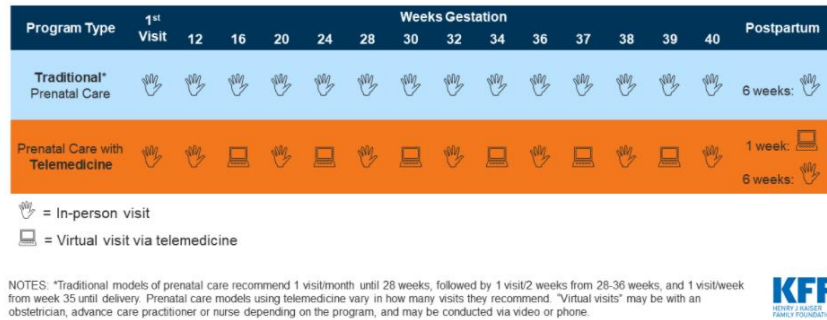 Program Type
1st Visit
Weeks Gestation
12 16 20 24 28 30 32 34 36 37 38 39 40
Postpartum
Traditional*
Prenatal Care
6 weeks:
Prenatal Care with
Telemedicine
1 week:
6 weeks:
= In-person visit
= Virtual visit via telemedicine
NOTES: *Traditional models of prenatal care recommend 1 visit/month until 28 weeks, followed by 1 visit/2 weeks from 28-36 weeks, and 1 visit/week
from week 35 until delivery. Prenatal care models using telemedicine vary in how many visits they recommend. "Virtual visits" may be with an
obstetrician, advance care practitioner or nurse depending on the program, and may be conducted via video or phone.
KFF
HENRY J KAISER
FAMILY FOUNDATION